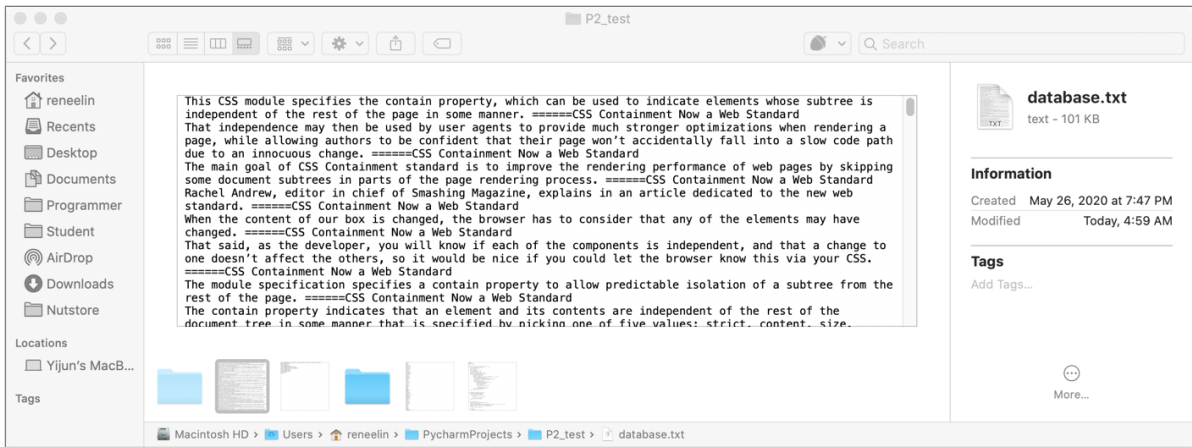 P2_test
Search
Favorites
reneelin
Recents
Desktop
Documents
Programmer
Student
AirDrop
Downloads
Nutstore
Locations
Yijun's MacB...
Tags
This CSS module specifies the contain property, which can be used to indicate elements whose subtree is
independent of the rest of the page in some manner. ======CSS Containment Now a Web Standard
That independence may then be used by user agents to provide much stronger optimizations when rendering a
page, while allowing authors to be confident that their page won't accidentally fall into a slow code path
due to an innocuous change. ======CSS Containment Now a Web Standard
The main goal of CSS Containment standard is to improve the rendering performance of web pages by skipping
some document subtrees in parts of the page rendering process. ======CSS Containment Now a Web Standard
Rachel Andrew, editor in chief of Smashing Magazine, explains in an article dedicated to the new web
standard. ======CSS Containment Now a Web Standard
When the content of our box is changed, the browser has to consider that any of the elements may have
changed. ======CSS Containment Now a Web Standard
That said, as the developer, you will know if each of the components is independent, and that a change to
one doesn't affect the others, so it would be nice if you could let the browser know this via your CSS.
======CSS Containment Now a Web Standard
The module specification specifies a contain property to allow predictable isolation of a subtree from the
rest of the page. ======CSS Containment Now a Web Standard
The contain property indicates that an element and its contents are independent of the rest of the
document tree in some manner that is specified by picking one of five values: strict, content, size,
TXT
database.txt
text - 101 KB
Information
Created May 26, 2020 at 7:47 PM
Modified Today, 4:59 AM
Tags
Add Tags...
More...
Macintosh HD › Users › reneelin › PycharmProjects › P2_test › database.txt